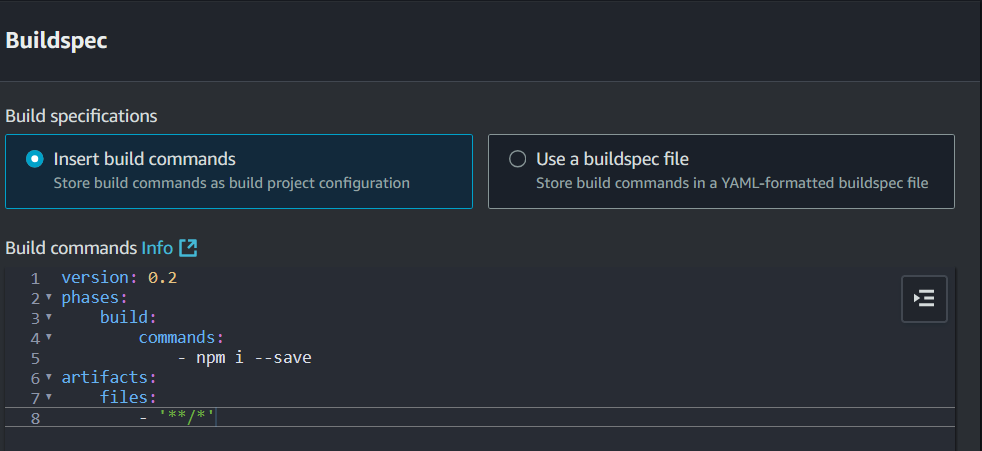 Buildspec
Build specifications
Insert build commands
Store build commands as build project configuration
Use a buildspec file
Store build commands in a YAML-formatted buildspec file
Build commands Info
1 version: 0.2
2 phases:
3 build:
4 commands:
5 - npm i --save
6 artifacts:
7 files:
8 - '**/*'